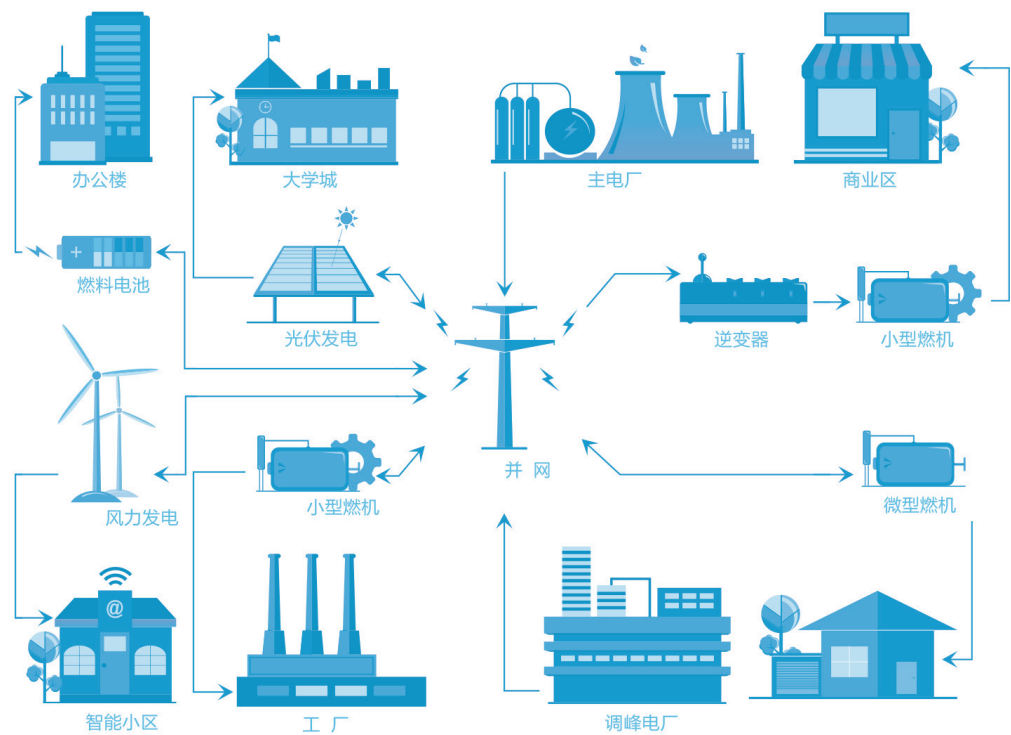 办公楼
大学城
主电厂
商业区
燃料电池
光伏发电
逆变器
小型燃机
并 网
小型燃机
微型燃机
风力发电
@
智能小区
工 厂
调峰电厂